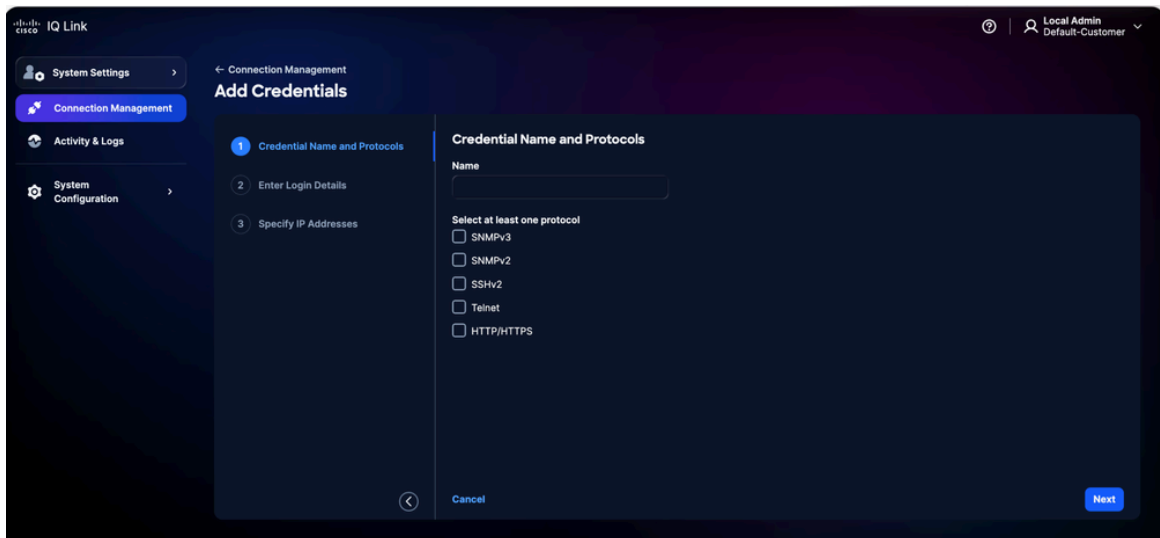 cisco IQ Link
Local Admin
Default-Customer
System Settings
Connection Management
Activity & Logs
System
Configuration
← Connection Management
Add Credentials
1 Credential Name and Protocols
2 Enter Login Details
3 Specify IP Addresses
Credential Name and Protocols
Name
Select at least one protocol
SNMPv3
SNMPv2
SSHv2
Telnet
HTTP/HTTPS
Cancel
Next